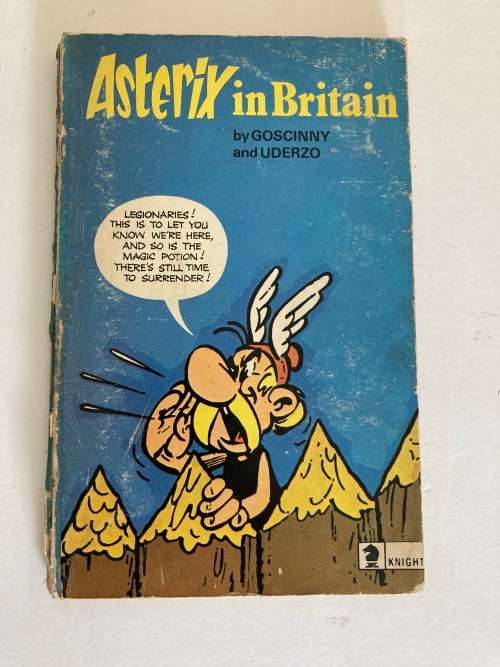 Asterix in Britain
by GOSCINNY
and UDERZO
LEGIONARIES!
THIS IS TO LET YOU
KNOW WE'RE HERE,
AND SO IS THE
MAGIC POTION!
THERE'S STILL TIME
TO SURRENDER!
KNIGHT